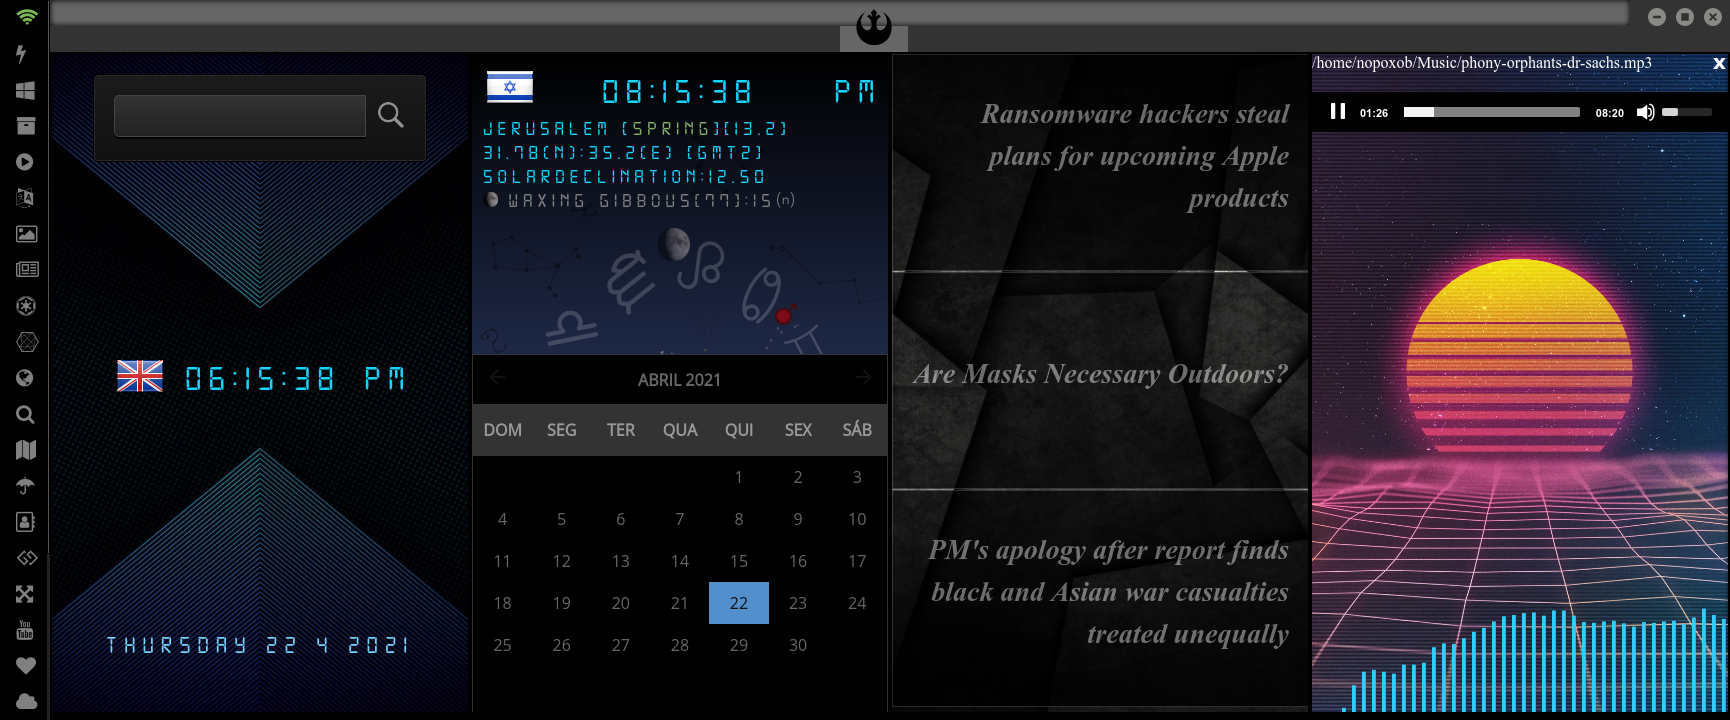 06:15:38 PM
THURSDAY 22 4 2021
08:15:38 PM
JERUSALEM [SPRING][13.2]
31.78(N):35.2(E) [GMT2]
SOLARDECLINATION:12.50
WAXING GIBBOUS[77]:15(n)
ABRIL 2021
DOM SEG TER QUA QUI SEX SÁB
1 2 3
4 5 6 7 8 9 10
11 12 13 14 15 16 17
18 19 20 21 22 23 24
25 26 27 28 29 30
Ransomware hackers steal
plans for upcoming Apple
products
Are Masks Necessary Outdoors?
PM's apology after report finds
black and Asian war casualties
treated unequally
/home/nopoxob/Music/phony-orphants-dr-sachs.mp3 x
01:26 08:20
You
Tube